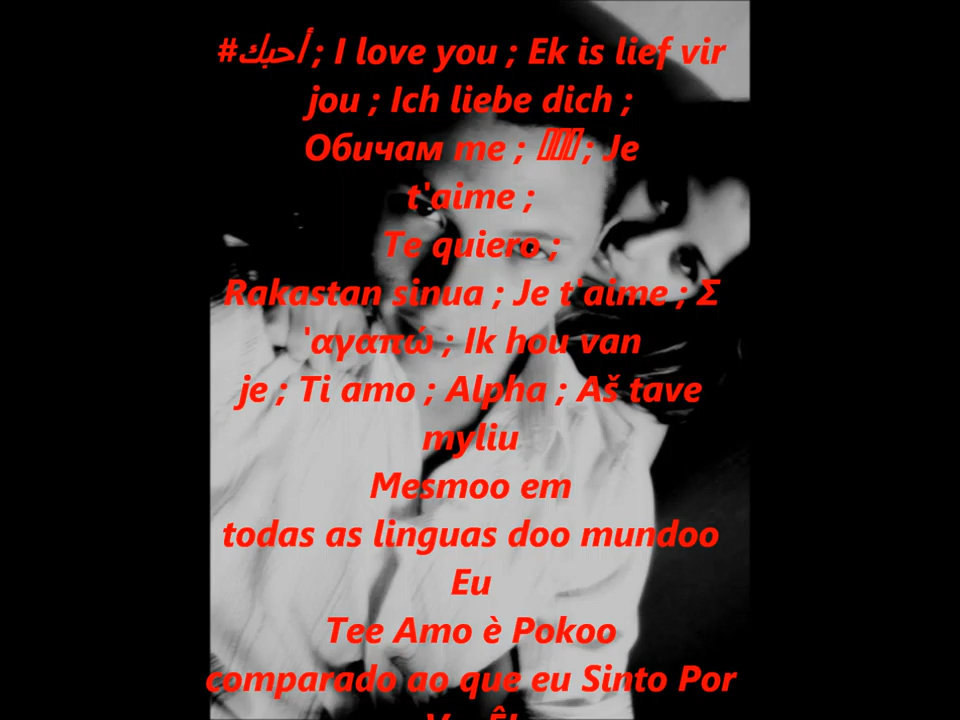 #أحبك ; I love you ; Ek is lief vir
jou ; Ich liebe dich ;
Обичам те ; ; Je
t'aime ;
Te quiero ;
Rakastan sinua ; Je t'aime ; Σ
'αγαπώ ; Ik hou van
je ; Ti amo ; Alpha ; Aš tave
myliu
Mesmoo em
todas as linguas doo mundoo
Eu
Tee Amo è Pokoo
comparado ao que eu Sinto Por